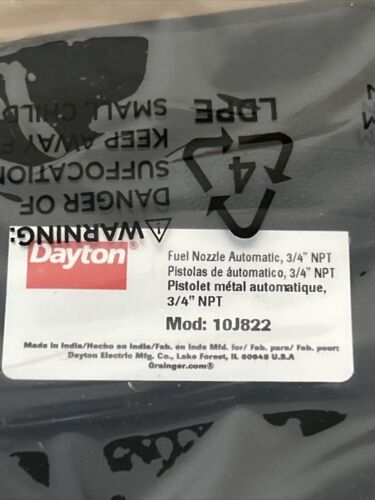 LDPE
4
⚠WARNING:
DANGER OF
SUFFOCATION
KEEP AWAY F
SMALL CHILD
Dayton®
Fuel Nozzle Automatic, 3/4" NPT
Pistolas de áutomatico, 3/4" NPT
Pistolet métal automatique,
3/4" NPT
Mod: 10J822
Made in India/Hecho en India/Fab. en Inde Mfd. for/ Fab. para/ Fab. pour:
Dayton Electric Mfg. Co., Lake Forest, IL 60045 U.S.A
Grainger.com®